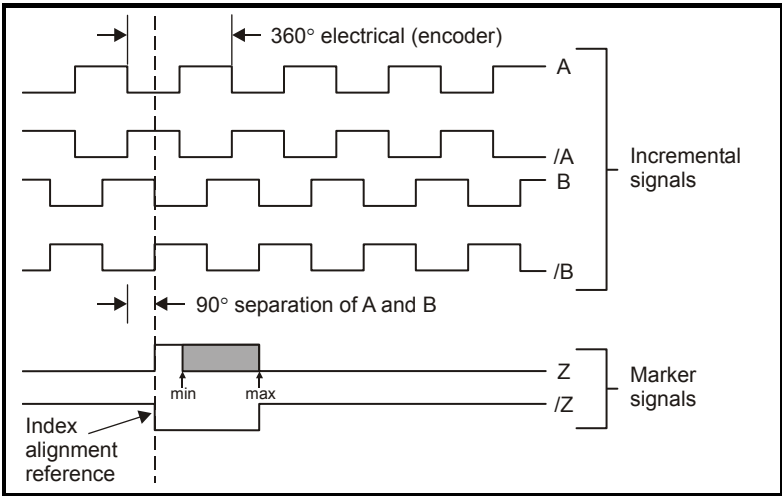 360° electrical (encoder)
A
/A
B
/B
Incremental
signals
90° separation of A and B
Z
min
max
/Z
Marker
signals
Index
alignment
reference